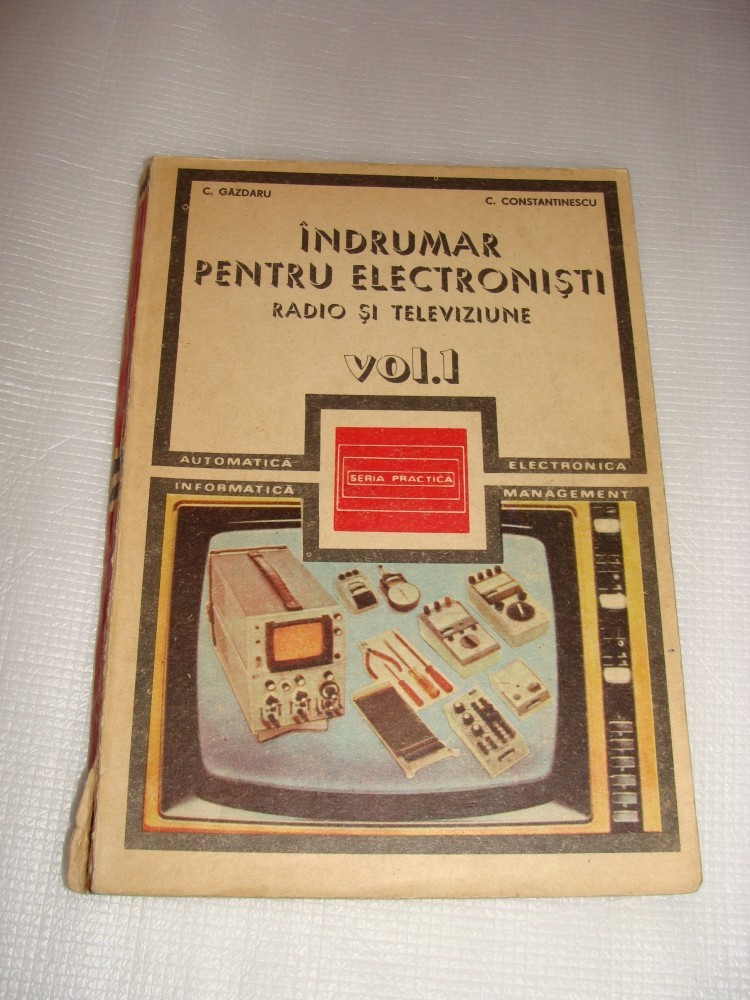 C. GĂZDARU
C. CONSTANTINESCU
ÎNDRUMAR
PENTRU ELECTRONIȘTI
RADIO ȘI TELEVIZIUNE
vol.1
AUTOMATICĂ
ELECTRONICA
SERIA PRACTICĂ
INFORMATICĂ
MANAGEMENT